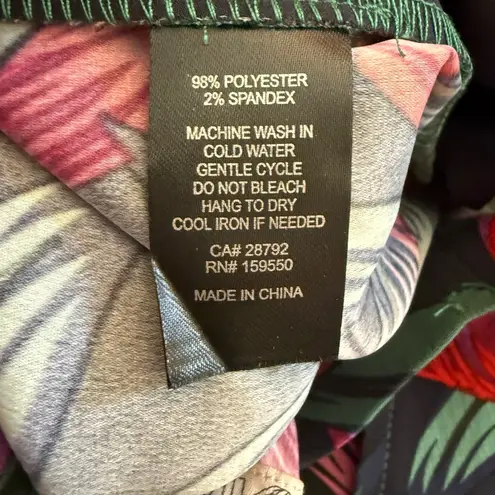 98% POLYESTER
2% SPANDEX
MACHINE WASH IN
COLD WATER
GENTLE CYCLE
DO NOT BLEACH
HANG TO DRY
COOL IRON IF NEEDED
CA# 28792
RN# 159550
MADE IN CHINA